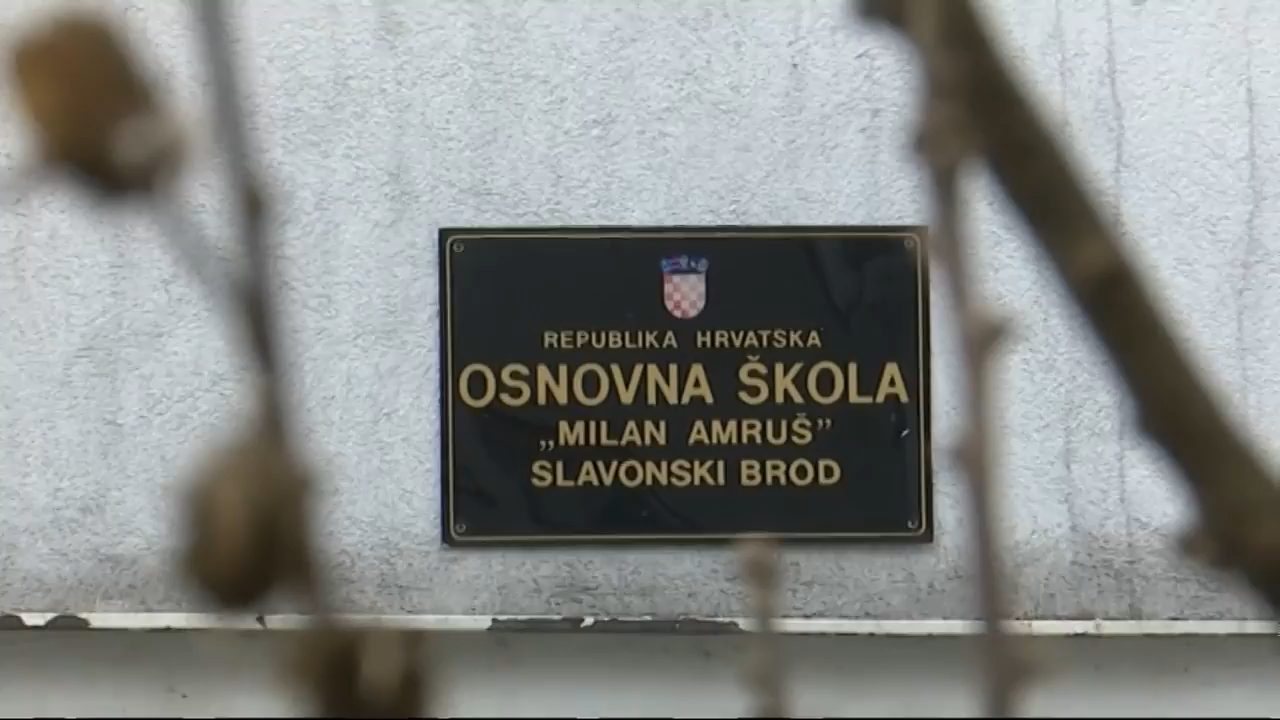 REPUBLIKA HRVATSKA
OSNOVNA ŠKOLA
„MILAN AMRUŠ”
SLAVONSKI BROD